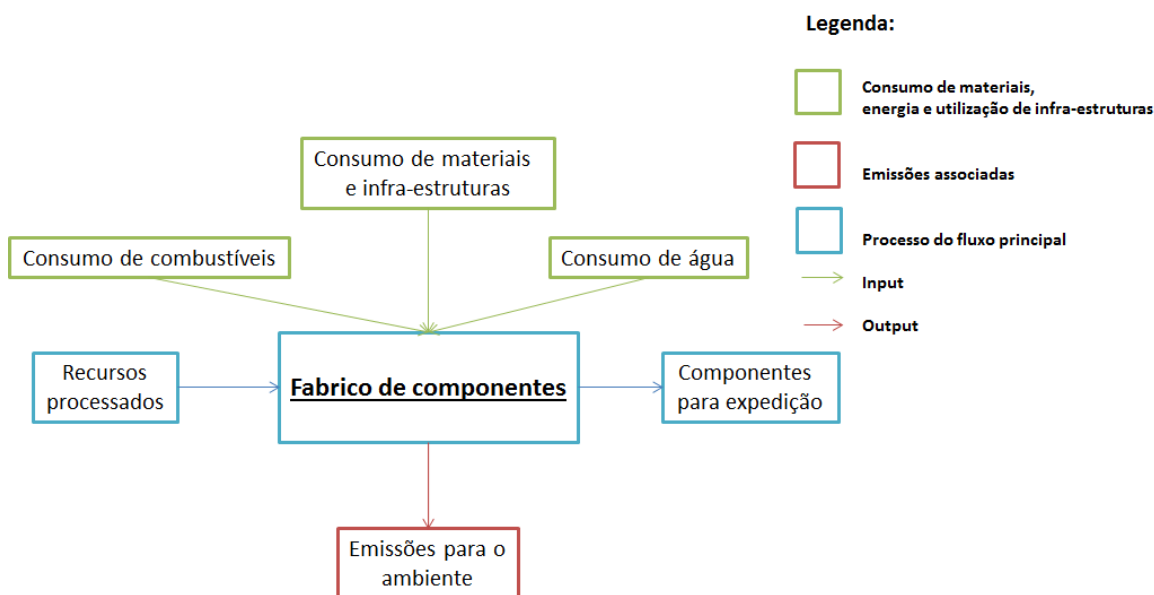 Legenda:
Consumo de materiais,
energia e utilização de infra-estruturas
Emissões associadas
Processo do fluxo principal
Input
Output
Consumo de materiais
e infra-estruturas
Consumo de combustíveis
Consumo de água
Recursos
processados
Fabrico de componentes
Componentes
para expedição
Emissões para o
ambiente